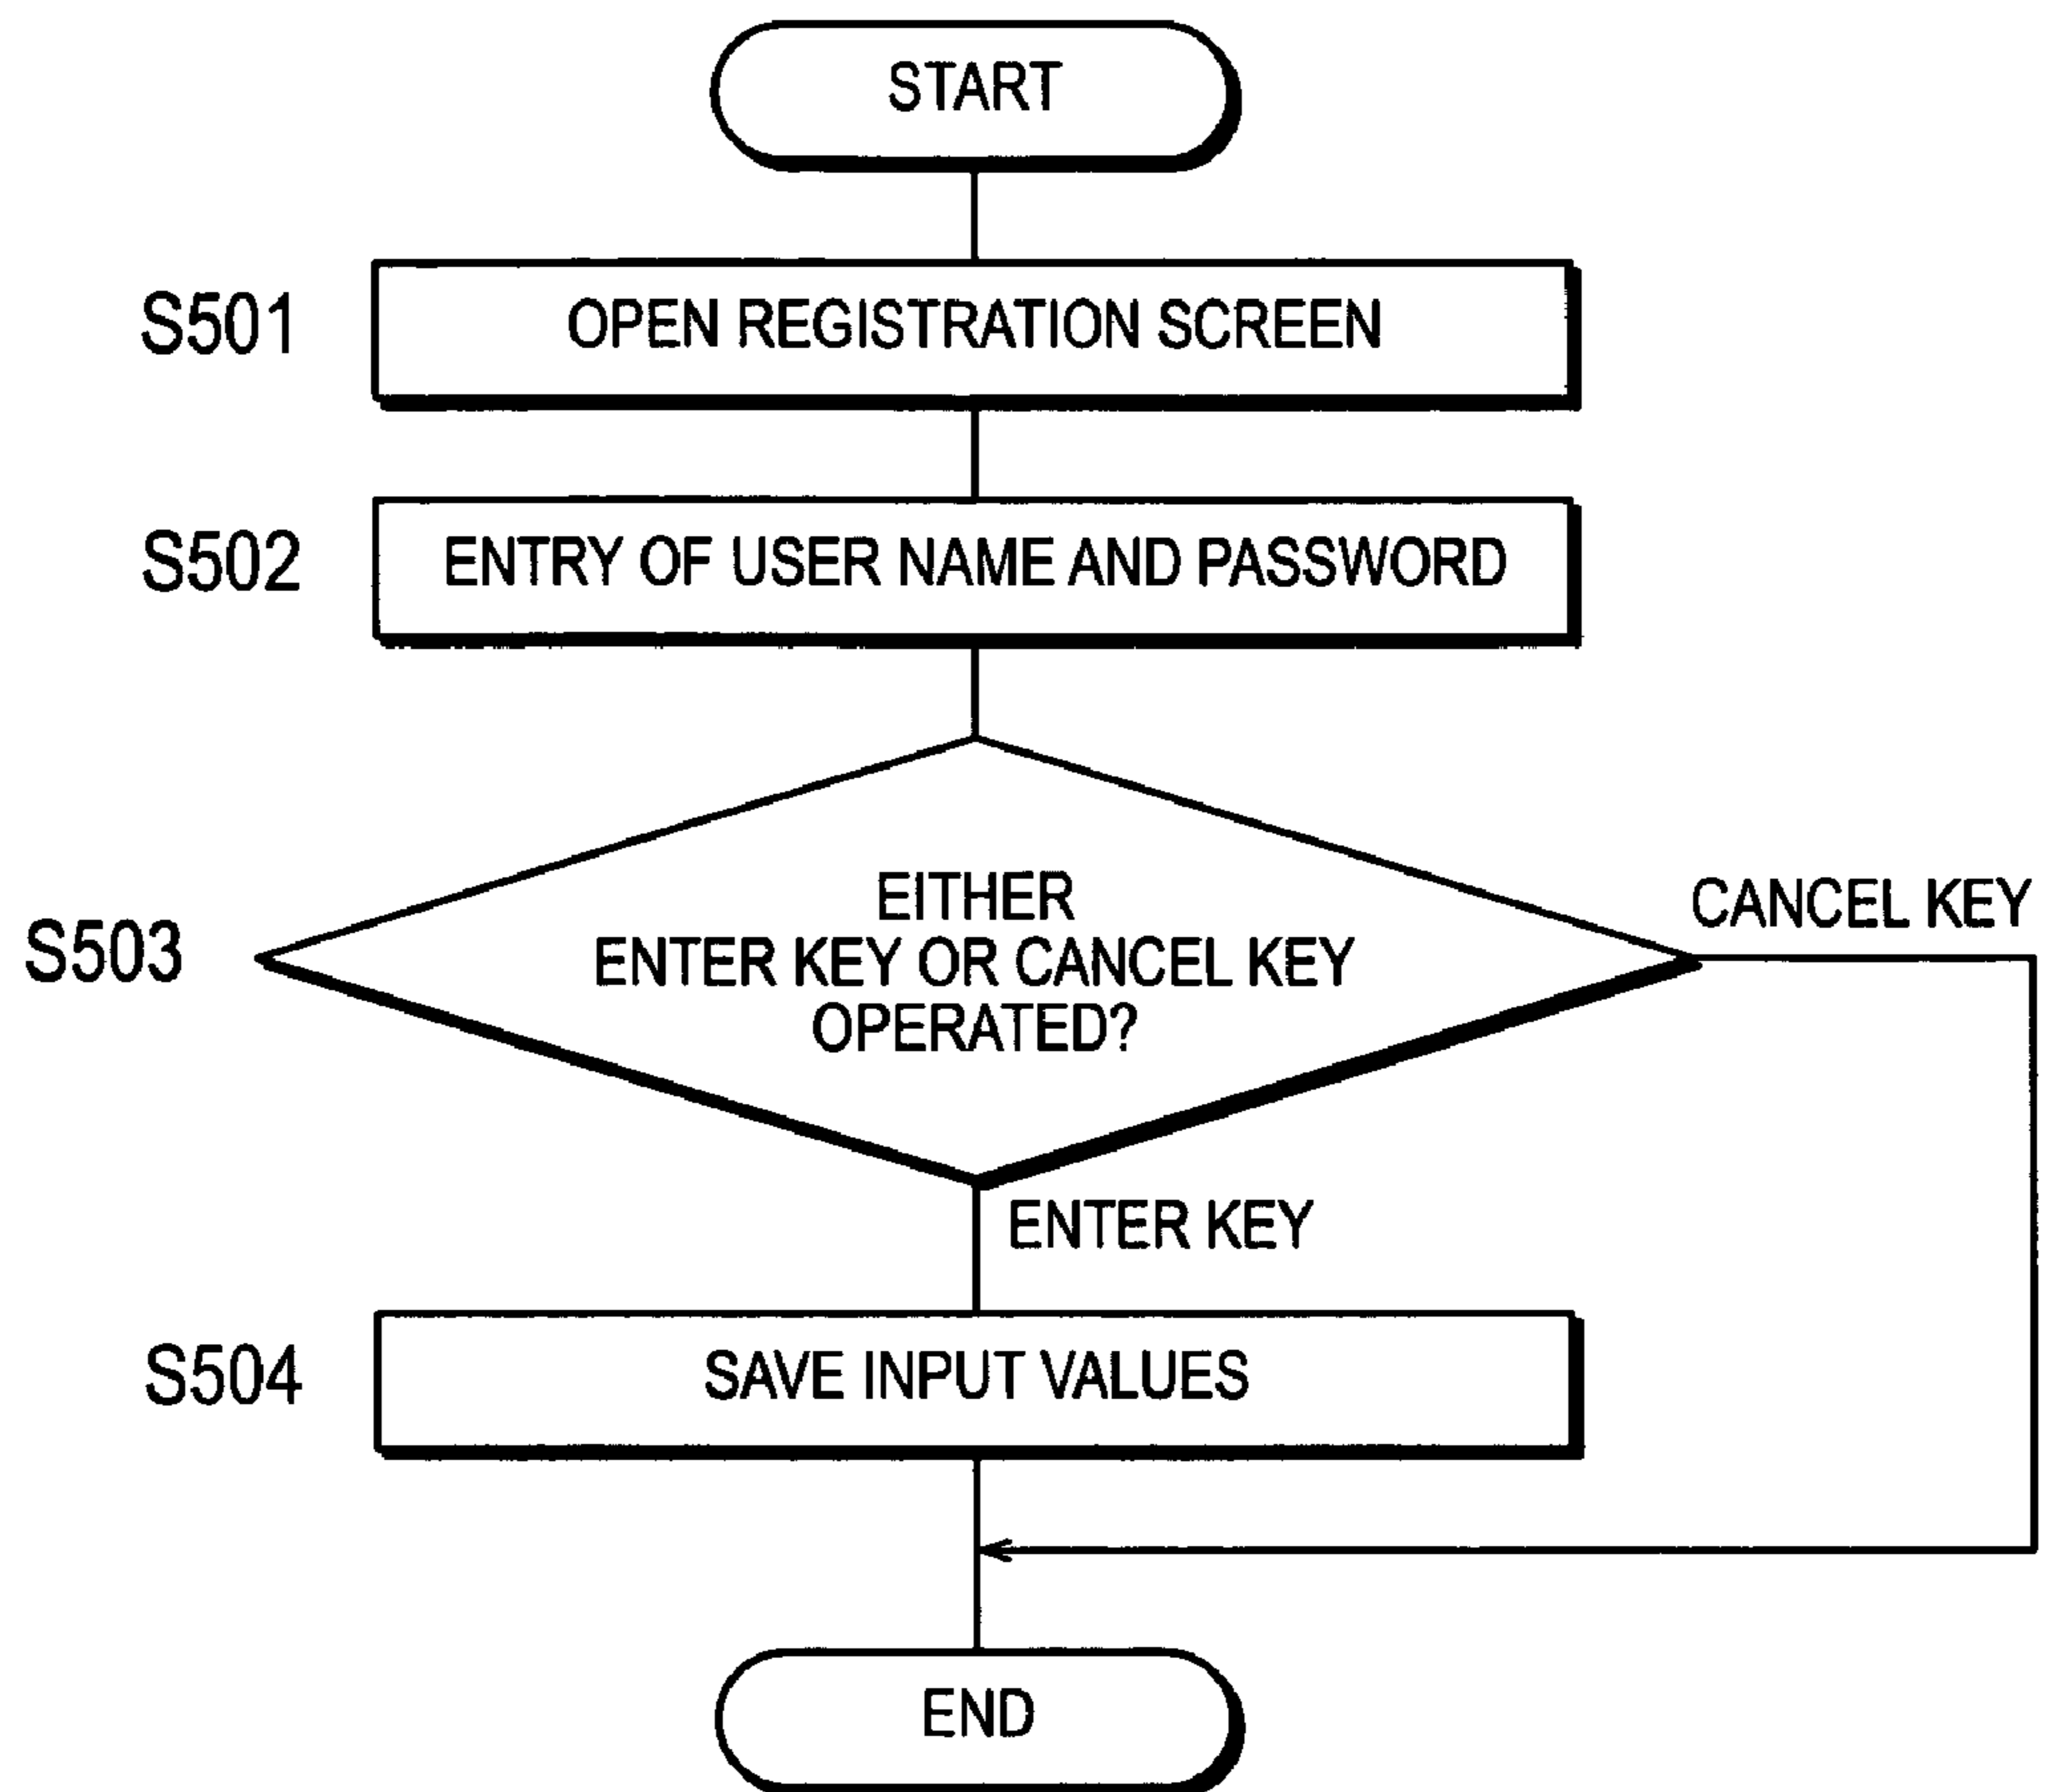 START
S501
OPEN REGISTRATION SCREEN
S502
ENTRY OF USER NAME AND PASSWORD
S503
EITHER
ENTER KEY OR CANCEL KEY
OPERATED?
CANCEL KEY
ENTER KEY
S504
SAVE INPUT VALUES
END